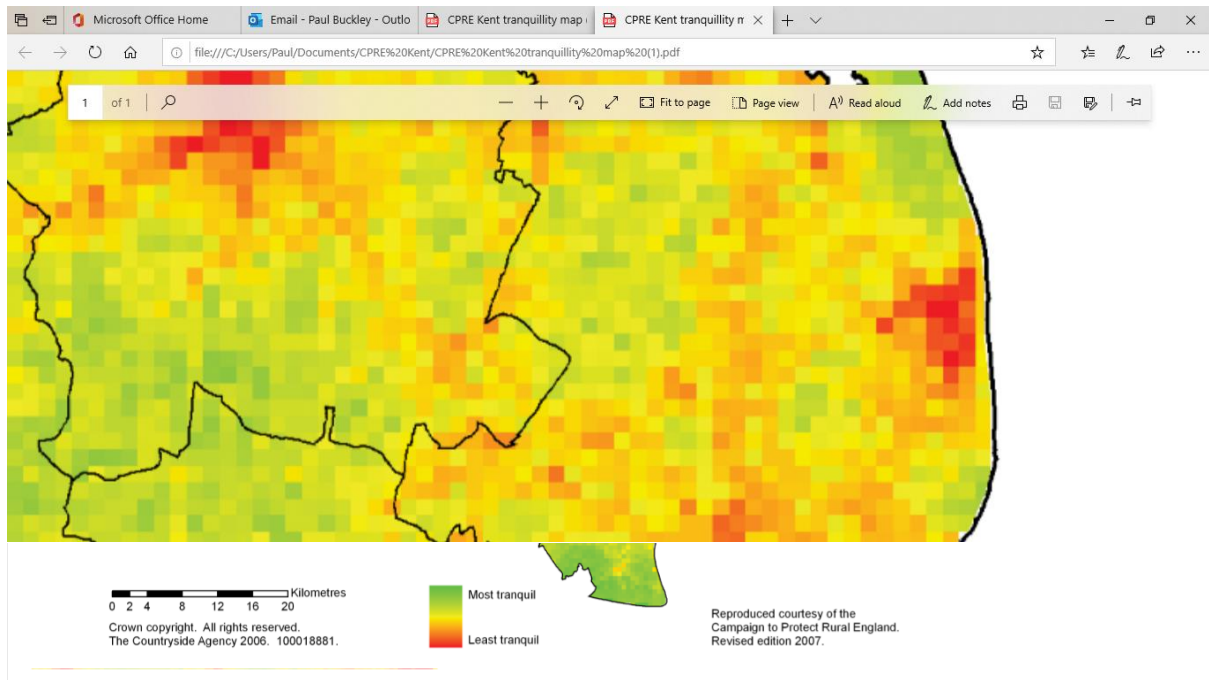 Microsoft Office Home
Email - Paul Buckley - Outlo
CPRE Kent tranquillity map (
CPRE Kent tranquillity m
file:///C:/Users/Paul/Documents/CPRE%20Kent/CPRE%20Kent%20tranquillity%20map%20(1).pdf
1 of 1
Fit to page
Page view
Read aloud
Add notes
Kilometres
0 2 4 8 12 16 20
Crown copyright. All rights reserved.
The Countryside Agency 2006. 100018881.
Most tranquil
Least tranquil
Reproduced courtesy of the
Campaign to Protect Rural England.
Revised edition 2007.